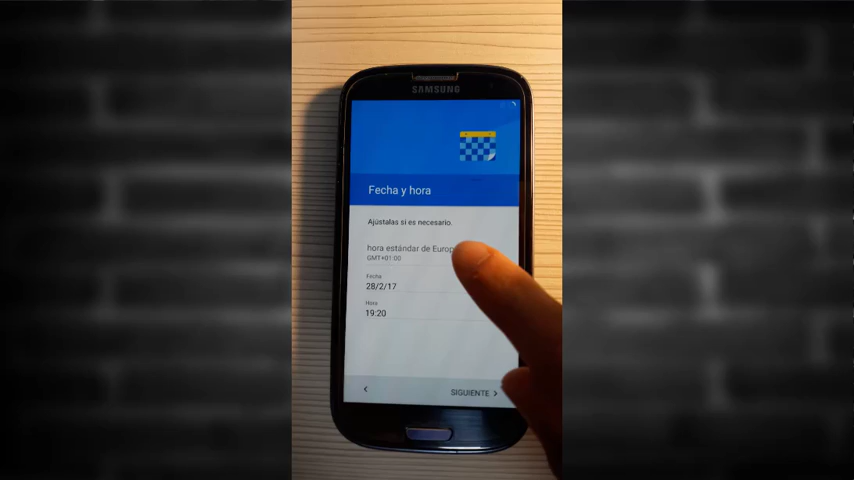 SAMSUNG
Fecha y hora
Ajústalas si es necesario.
hora estándar de Europ
GMT+01:00
Fecha
28/2/17
Hora
19:20
SIGUIENTE